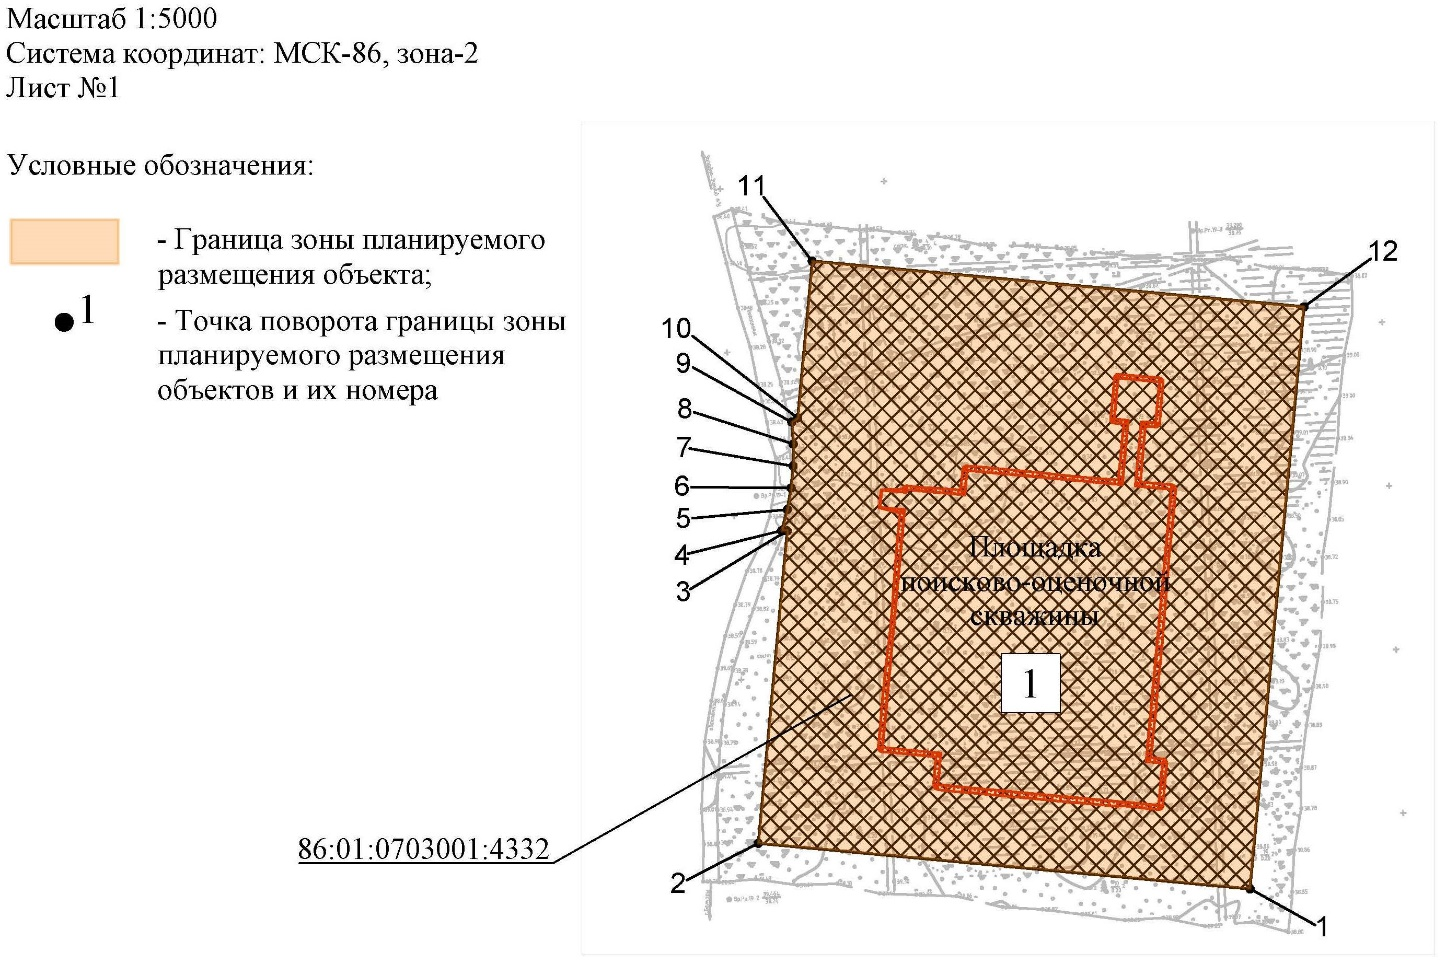 Масштаб 1:5000
Система координат: МСК-86, зона-2
Лист №1
Условные обозначения:
- Граница зоны планируемого
размещения объекта;
1
- Точка поворота границы зоны
планируемого размещения
объектов и их номера
11
12
10
9
8
7
6
5
4
3
Площадка
поисково-оценочной
скважины
1
86:01:0703001:4332
2
1